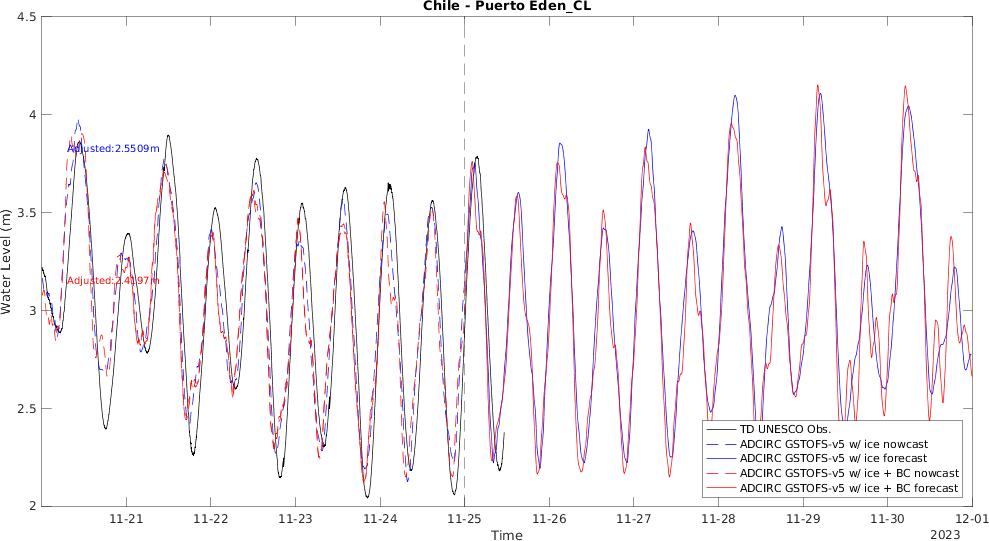 Chile - Puerto Eden_CL
4.5
4
3.5
3
2.5
2
Water Level (m)
Adjusted:2.5509m
Adjusted:2.4197m
TD UNESCO Obs.
ADCIRC GSTOFS-v5 w/ ice nowcast
ADCIRC GSTOFS-v5 w/ ice forecast
ADCIRC GSTOFS-v5 w/ ice + BC nowcast
ADCIRC GSTOFS-v5 w/ ice + BC forecast
11-21 11-22 11-23 11-24 11-25 11-26 11-27 11-28 11-29 11-30 12-01
Time
2023